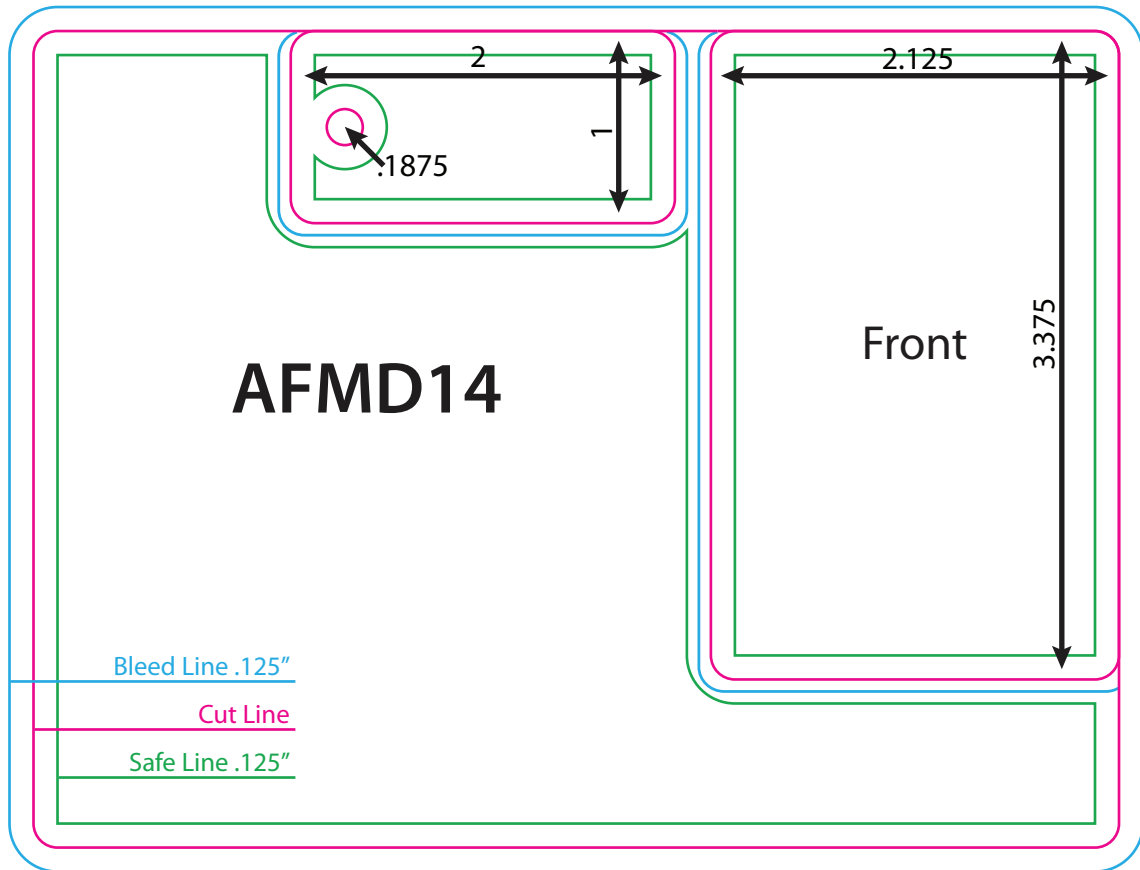 2
2.125
1
.1875
Front
3.375
AFMD14
Bleed Line .125”
Cut Line
Safe Line .125”